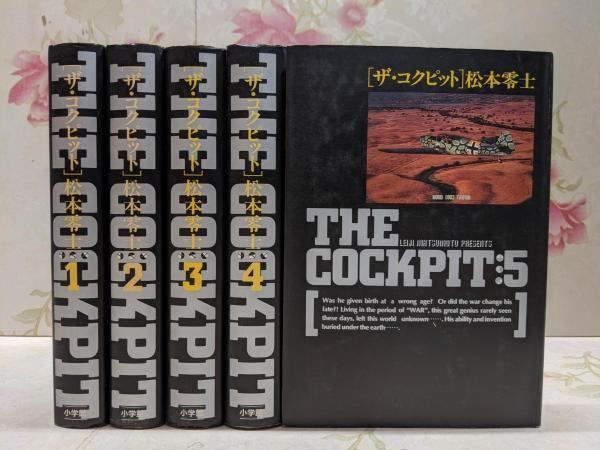 THE COCKPIT
[ザ・コクピット]松本零士
1
小学館
THE COCKPIT
[ザ・コクピット]松本零士
2
小学館
THE COCKPIT
[ザ・コクピット]松本零士
3
小学館
THE COCKPIT
[ザ・コクピット]松本零士
4
小学館
[ザ・コクピット]松本零士
THE
LEIJI MATSUMOTO PRESENTS
COCKPIT:5
[Was he given birth at a wrong age? Or did the war change his
fate?! Living in the period of "WAR", this great genius rarely seen
these days, left this world unknown……. His ability and invention
buried under the earth…….]